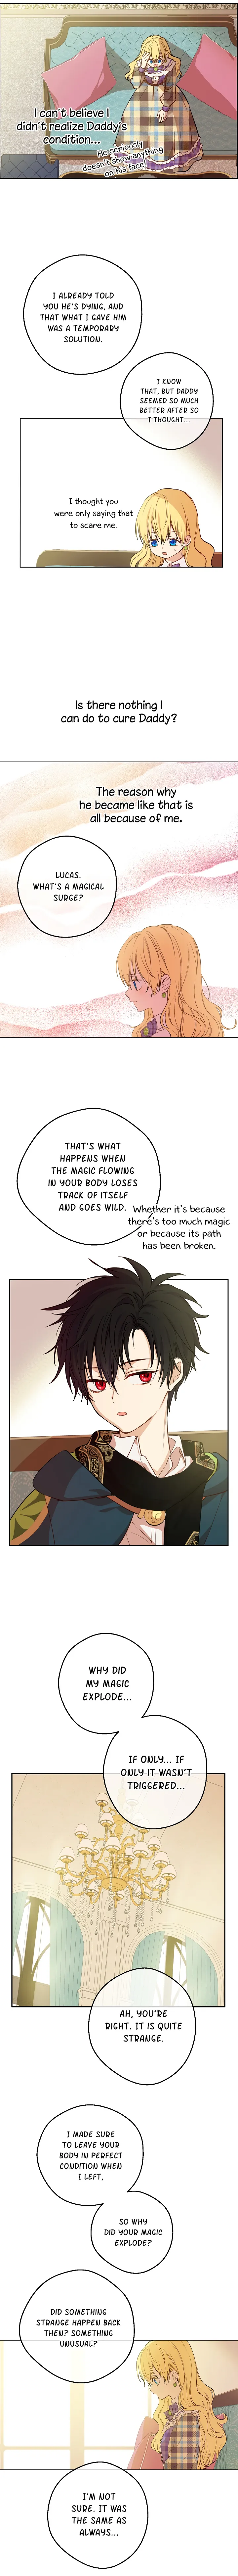 I can't believe I
didn't realize Daddy's
condition...
He seriously
doesn't show anything
on his face!
I ALREADY TOLD
YOU HE'S DYING, AND
THAT WHAT I GAVE HIM
WAS A TEMPORARY
SOLUTION.
I KNOW
THAT, BUT DADDY
SEEMED SO MUCH
BETTER AFTER SO
I THOUGHT...
I thought you
were only saying that
to scare me.
Is there nothing I
can do to cure Daddy?
The reason why
he became like that is
all because of me.
LUCAS.
WHAT'S A MAGICAL
SURGE?
THAT'S WHAT
HAPPENS WHEN
THE MAGIC FLOWING
IN YOUR BODY LOSES
TRACK OF ITSELF
AND GOES WILD.
Whether it's because
there's too much magic
or because its path
has been broken.
WHY DID
MY MAGIC
EXPLODE...
IF ONLY... IF
ONLY IT WASN'T
TRIGGERED...
AH, YOU'RE
RIGHT. IT IS QUITE
STRANGE.
I MADE SURE
TO LEAVE YOUR
BODY IN PERFECT
CONDITION WHEN
I LEFT,
SO WHY
DID YOUR MAGIC
EXPLODE?
DID SOMETHING
STRANGE HAPPEN BACK
THEN? SOMETHING
UNUSUAL?
I'M NOT
SURE. IT WAS
THE SAME AS
ALWAYS...